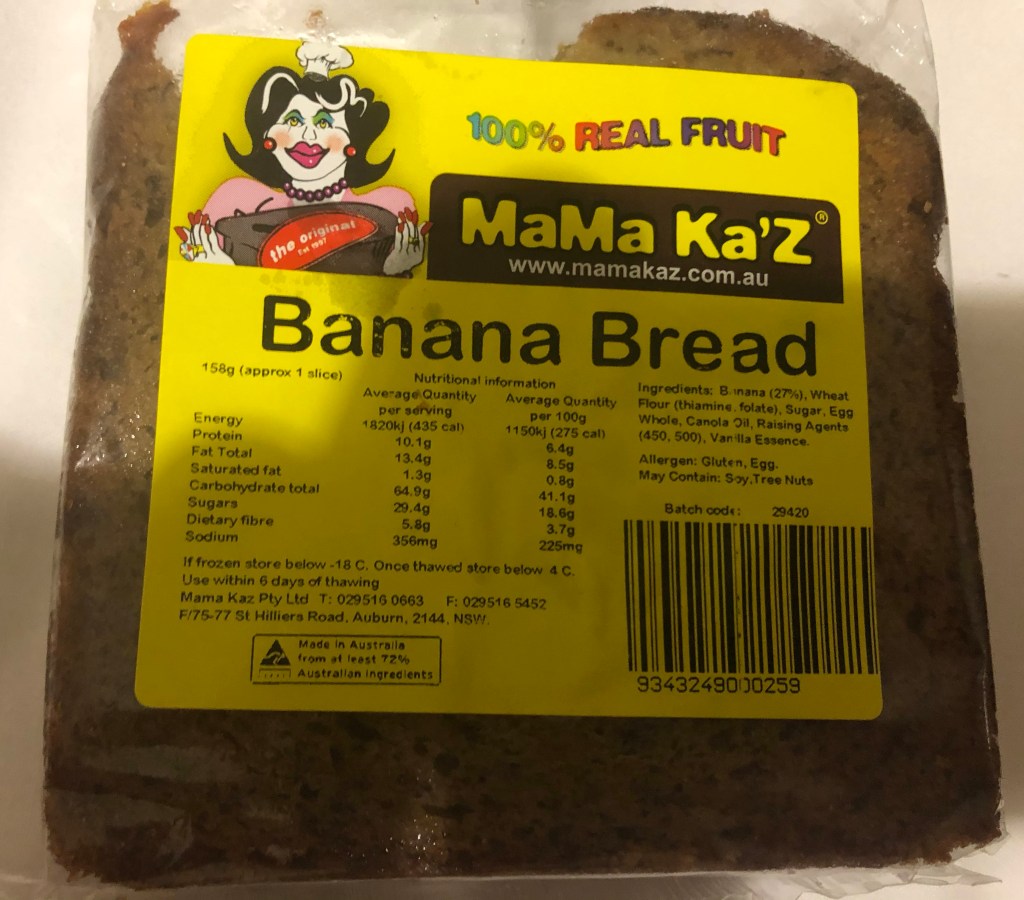 100% REAL FRUIT
the original
Est 1997
MaMa Ka'Z®
www.mamakaz.com.au
Banana Bread
158g (approx 1 slice)
Nutritional information
Average Quantity per serving Average Quantity per 100g
Energy 1820kj (435 cal) 1150kj (275 cal)
Protein 10.1g 6.4g
Fat Total 13.4g 8.5g
Saturated fat 1.3g 0.8g
Carbohydrate total 64.9g 41.1g
Sugars 29.4g 18.6g
Dietary fibre 5.8g 3.7g
Sodium 356mg 225mg
Ingredients: Banana (27%), Wheat
Flour (thiamine, folate), Sugar, Egg
Whole, Canola Oil, Raising Agents
(450, 500), Vanilla Essence.
Allergen: Gluten, Egg.
May Contain: Soy,Tree Nuts
Batch code: 29420
If frozen store below -18 C. Once thawed store below 4 C.
Use within 6 days of thawing
Mama Kaz Pty Ltd T: 029516 0663 F: 029516 5452
F/75-77 St Hilliers Road, Auburn, 2144, NSW.
Made in Australia
from at least 72%
Australian ingredients
9343249000259